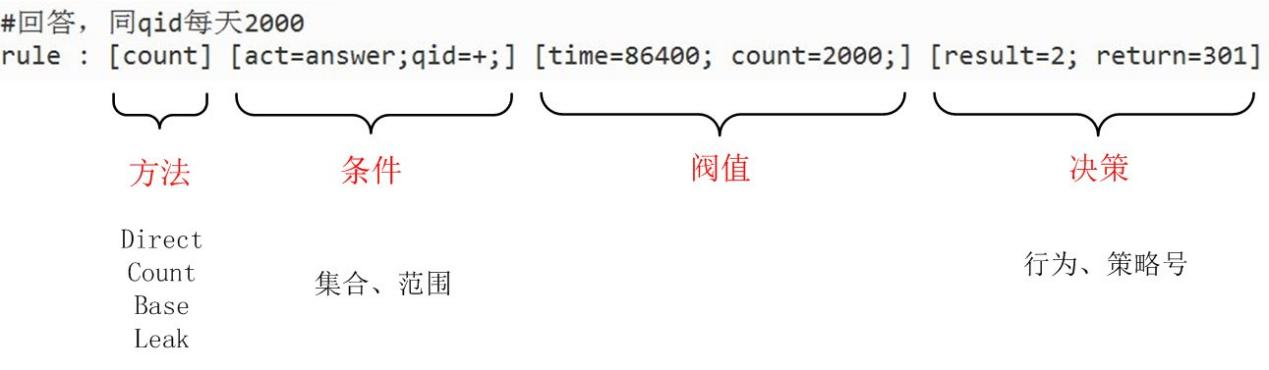 #回答，同qid每天2000
rule : [count] [act=answer;qid=+;] [time=86400; count=2000;] [result=2; return=301]
方法 条件 阀值 决策
Direct
Count
Base
Leak
集合、范围
行为、策略号